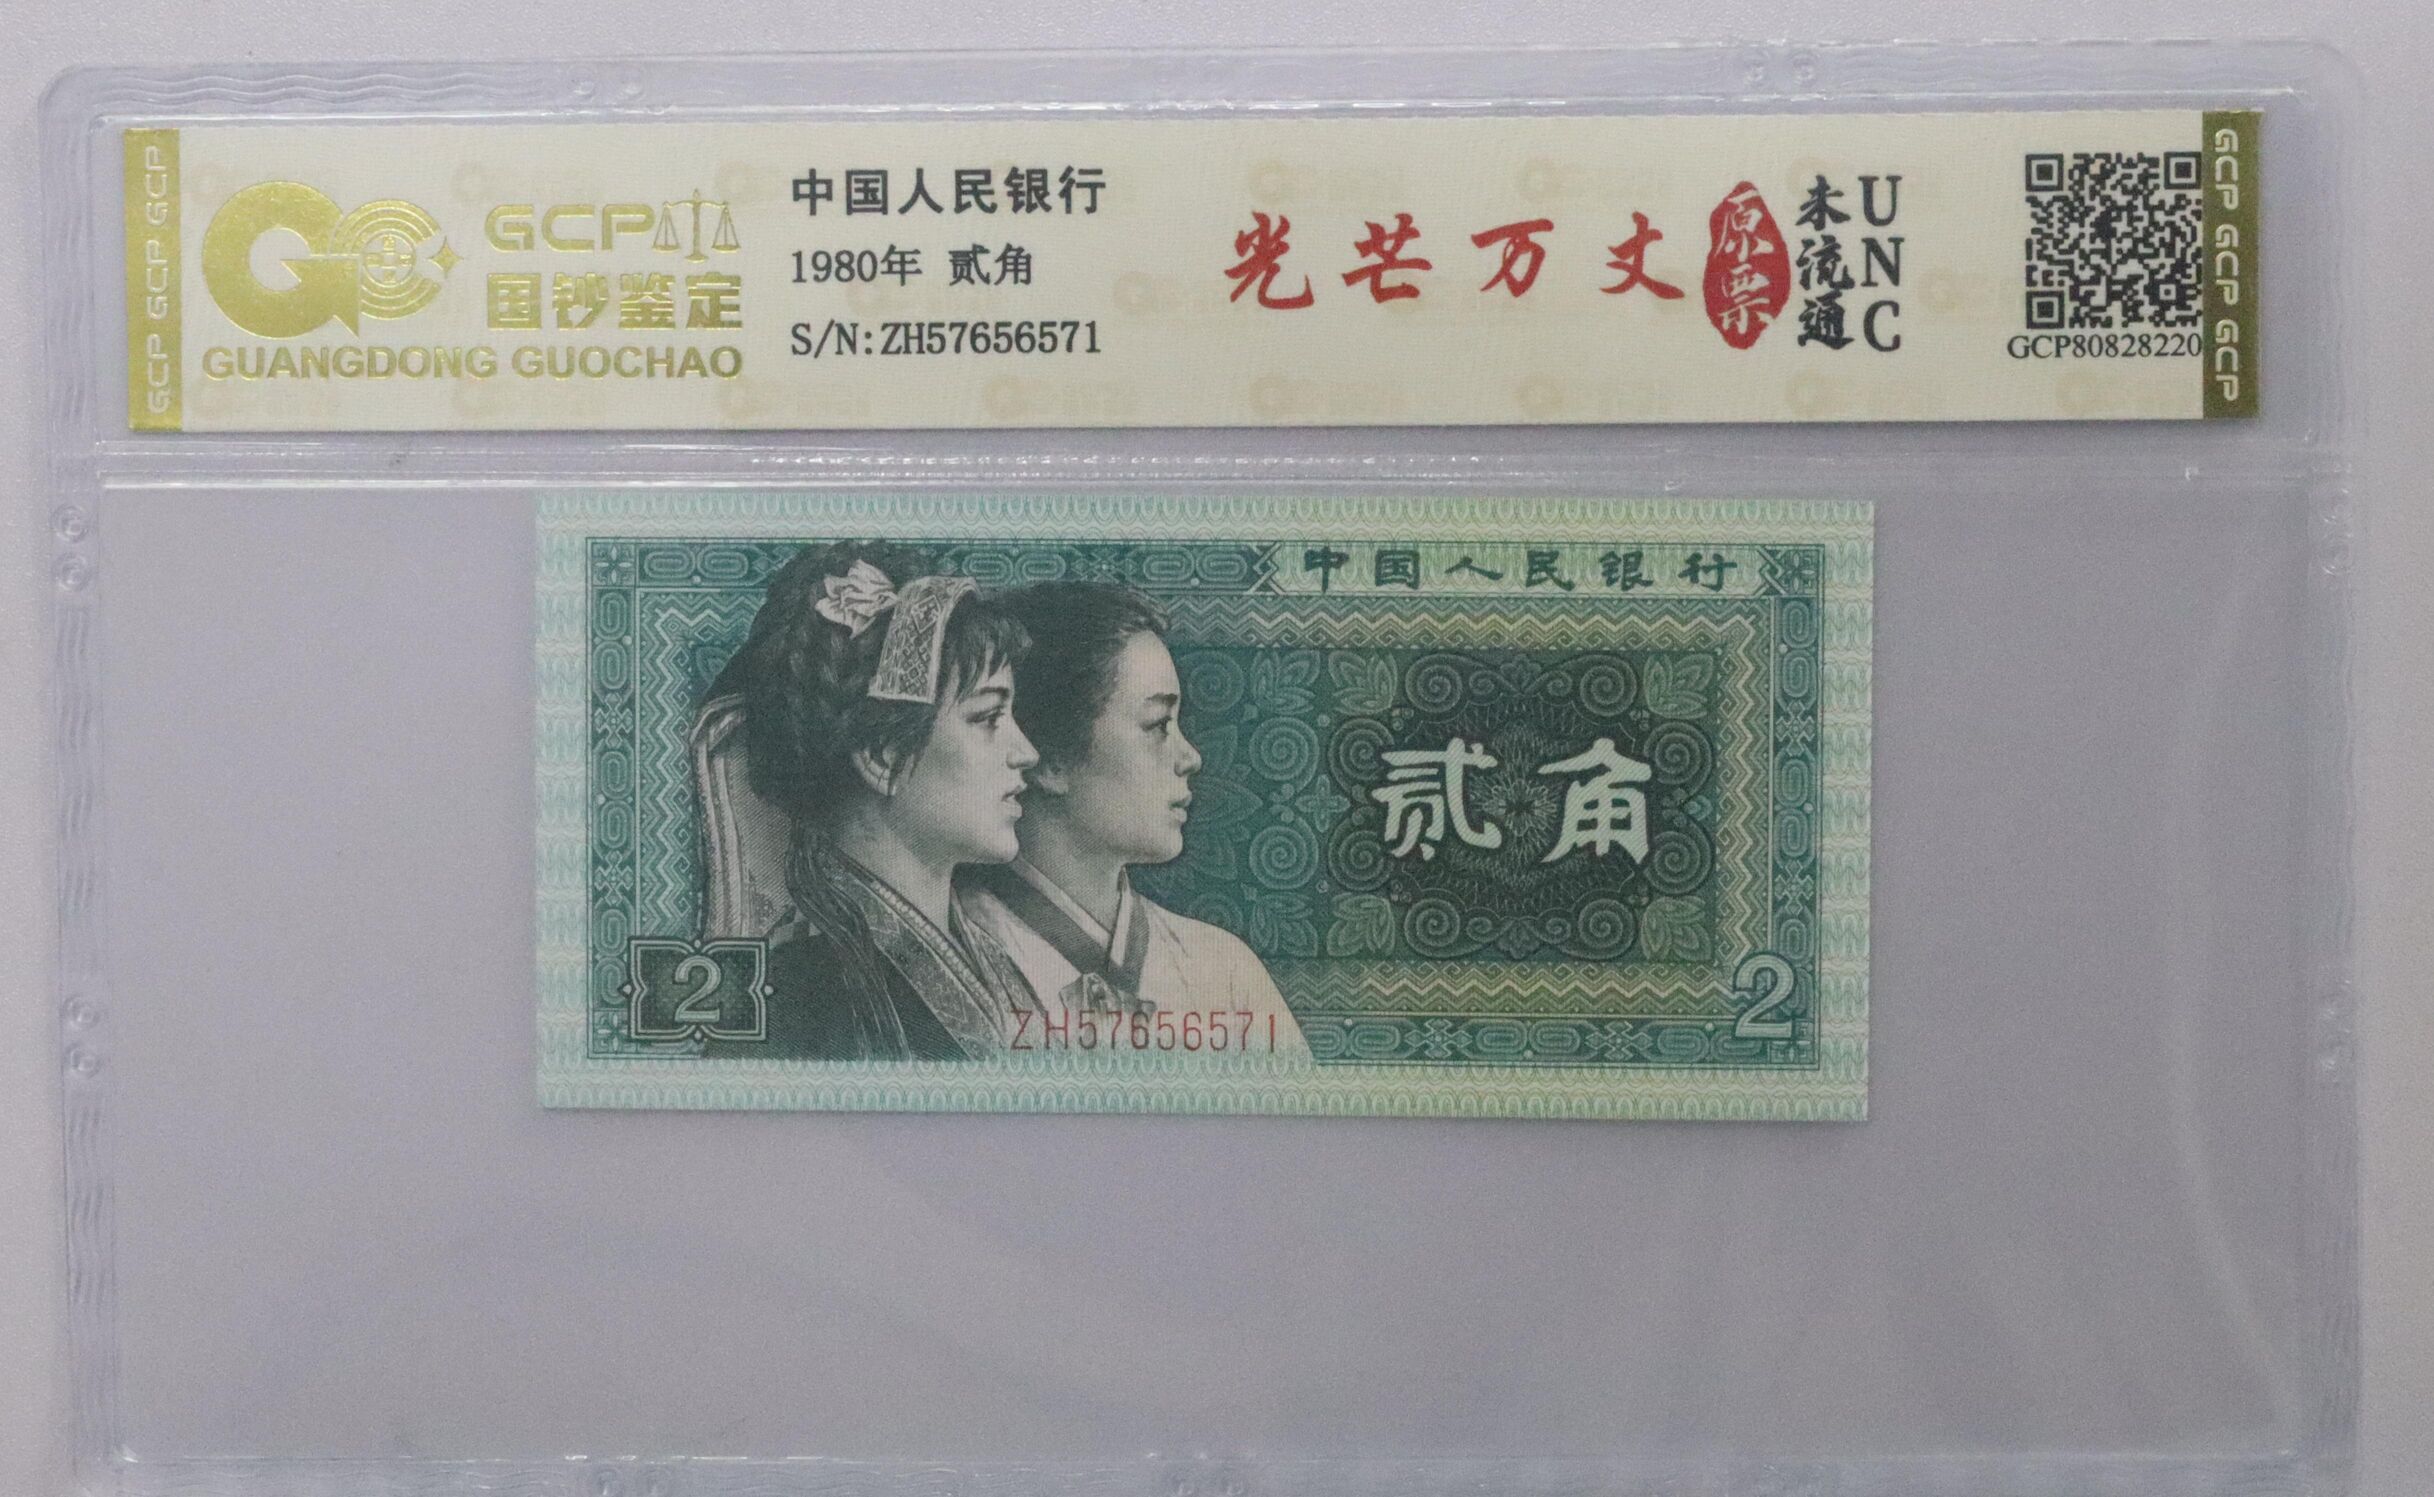 GCP GCP GCP
GCP
国钞鉴定
GUANGDONG GUOCHAO
中国人民银行
1980年 贰角
S/N:ZH57656571
光芒万丈
原票
未流通
UNC
GCP80828220
GCP GCP GCP
中国人民银行
贰角
2
ZH57656571
2